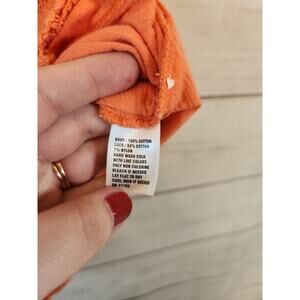 BODY: 100% COTTON
LACE: 93% COTTON
7% NYLON
HAND WASH COLD
WITH LIKE COLORS
ONLY NON CHLORINE
BLEACH IF NEEDED
LAY FLAT TO DRY
COOL IRON IF NEEDED